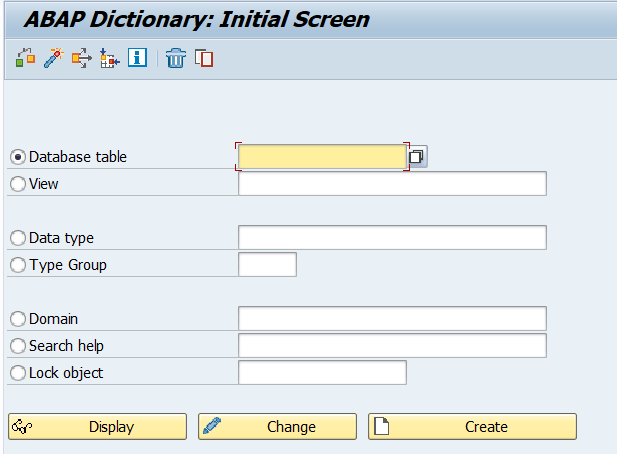 ABAP Dictionary: Initial Screen
Database table
View
Data type
Type Group
Domain
Search help
Lock object
Display Change Create